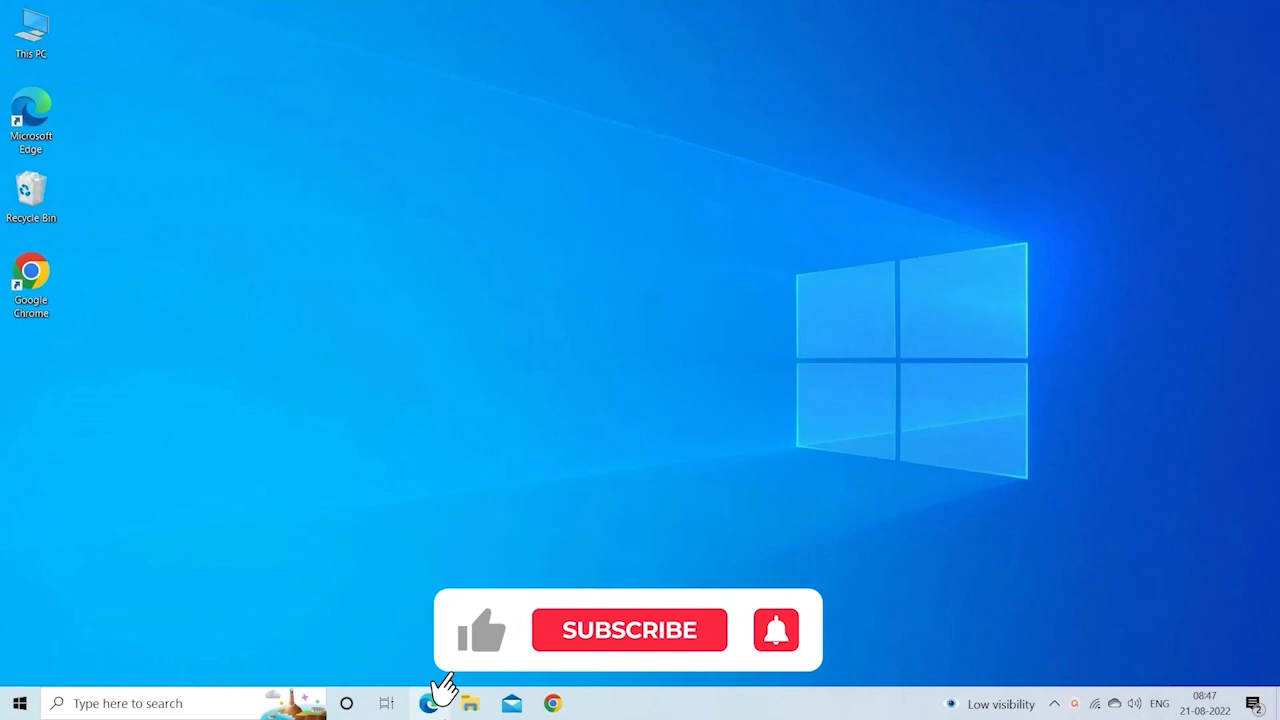 This PC
Microsoft
Edge
Recycle Bin
Google
Chrome
SUBSCRIBE
Type here to search
Low visibility
ENG
08:47
21-08-2022
2